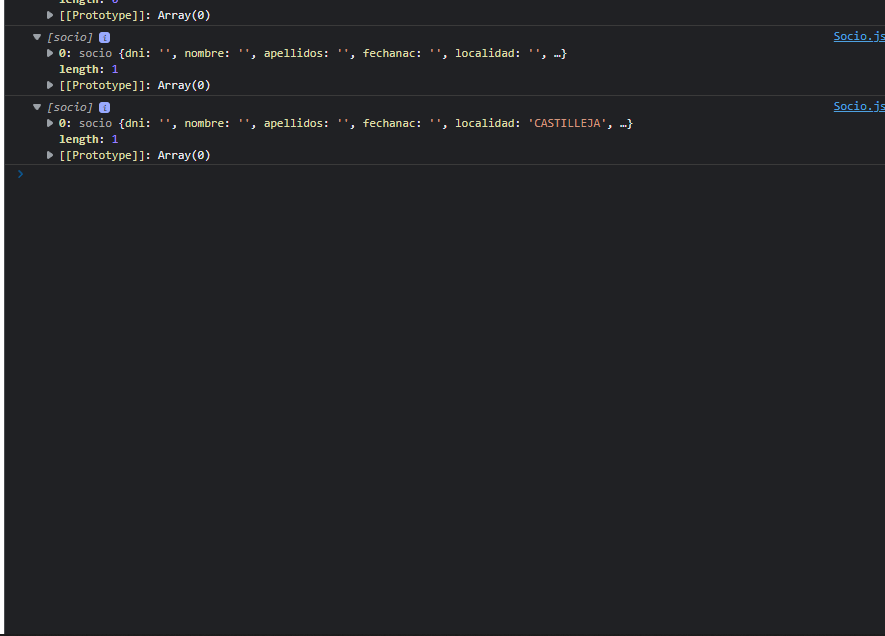 length: 0
[[Prototype]]: Array(0)
[socio] i Socio.js
0: socio {dni: '', nombre: '', apellidos: '', fechanac: '', localidad: '', …}
length: 1
[[Prototype]]: Array(0)
[socio] i Socio.js
0: socio {dni: '', nombre: '', apellidos: '', fechanac: '', localidad: 'CASTILLEJA', …}
length: 1
[[Prototype]]: Array(0)